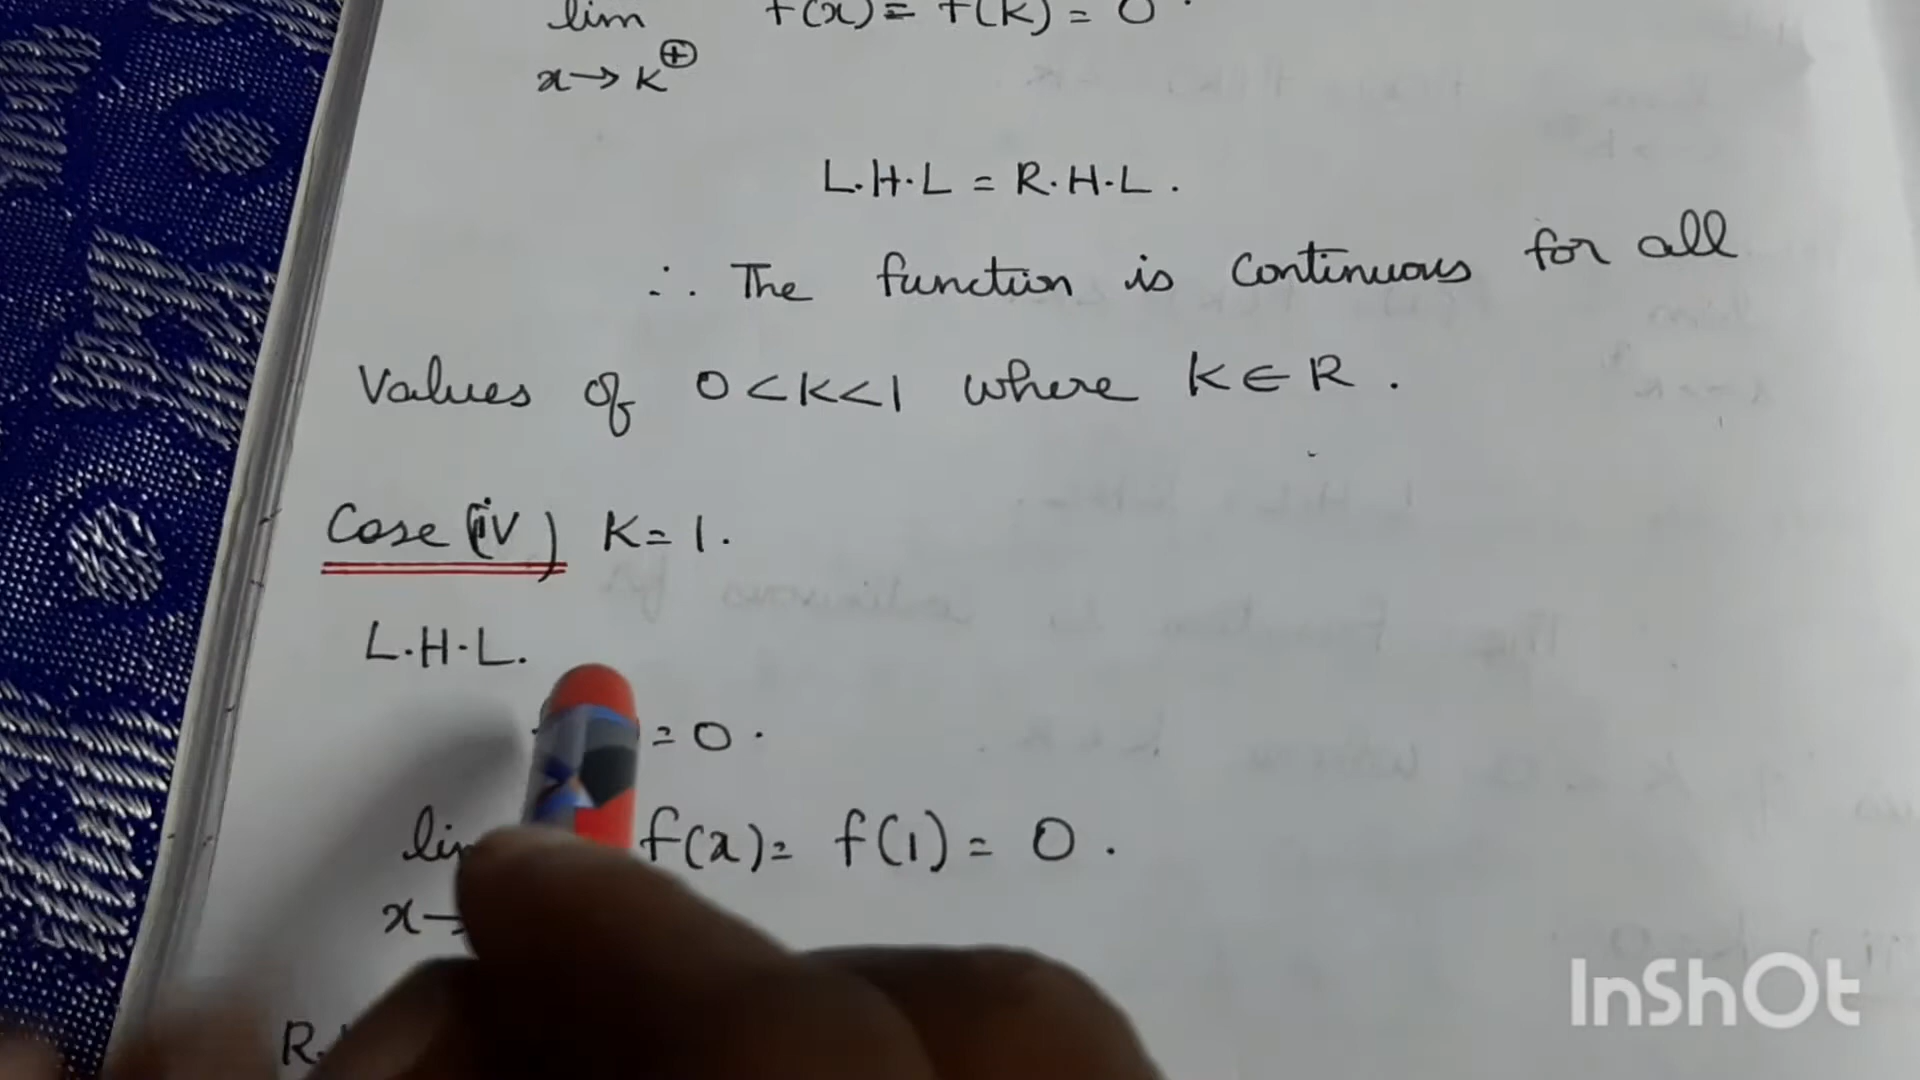 lim f(x) = f(K) = 0.
x→K⊕
L.H.L = R.H.L.
∴ The function is continuous for all
Values of 0<K<1 where K∈R.
Case (iv) K=1.
L.H.L.
=0.
f(x)= f(1)= 0.
x→
InShOt